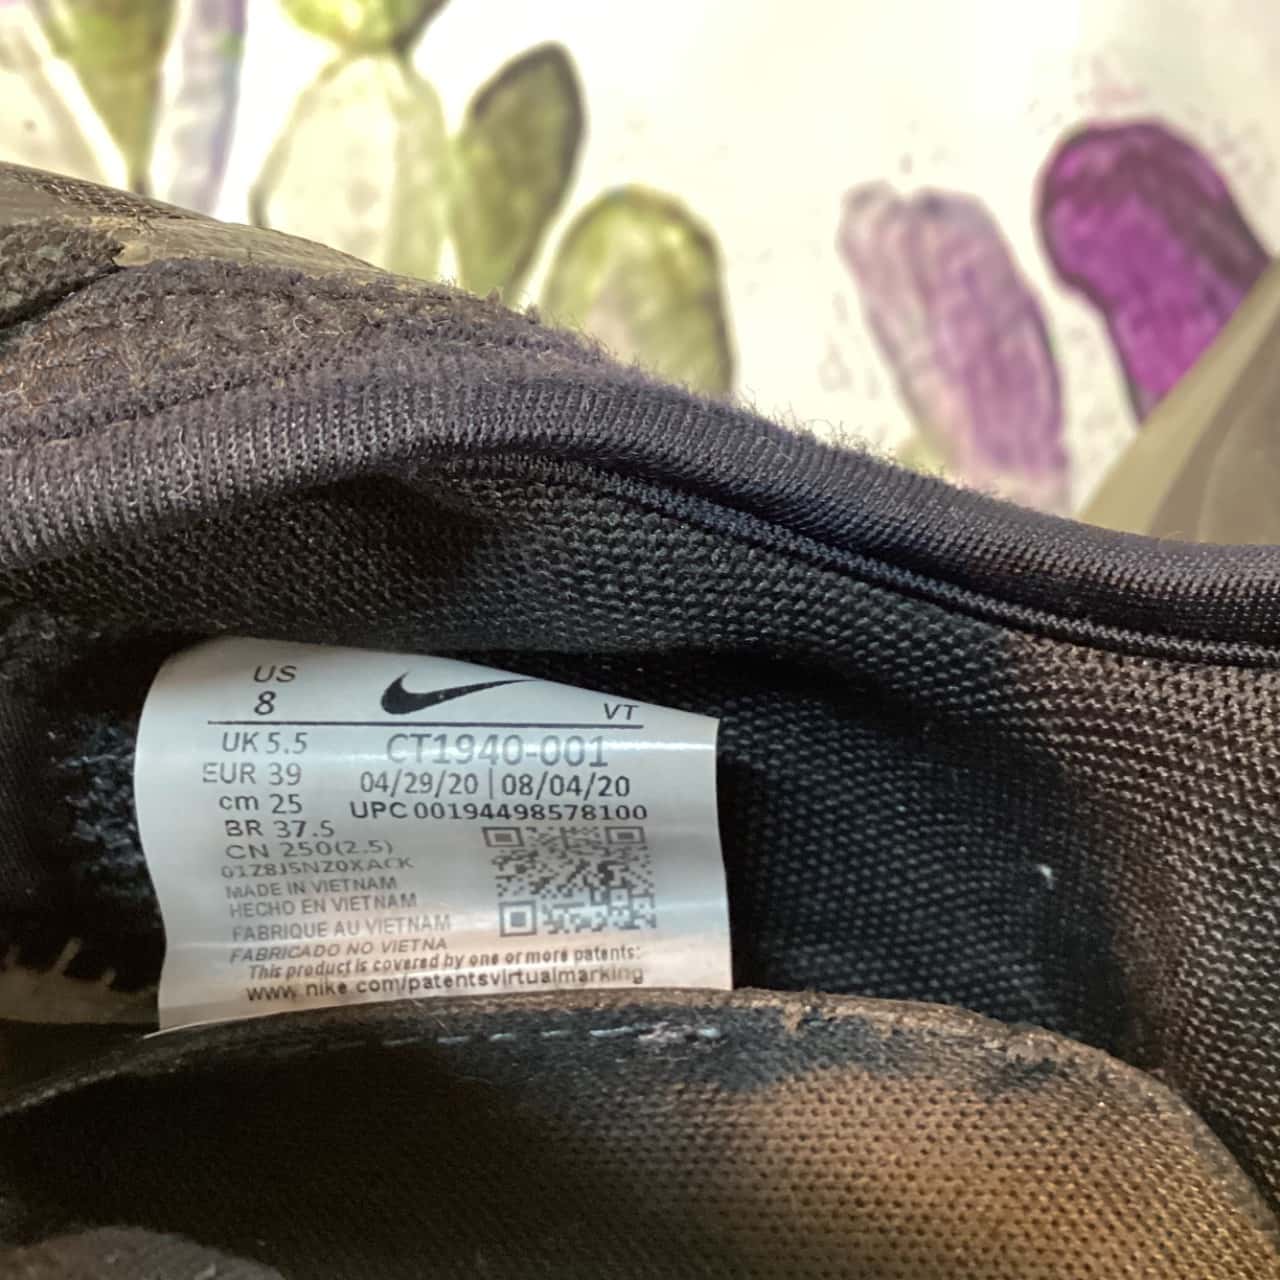 US
8
VT
UK 5.5
CT1940-001
EUR 39
04/29/20 | 08/04/20
cm 25
UPC 00194498578100
BR 37.5
CN 250(2.5)
01Z8J5NZ0XACK
MADE IN VIETNAM
HECHO EN VIETNAM
FABRIQUE AU VIETNAM
FABRICADO NO VIETNA
This product is covered by one or more patents:
www.nike.com/patentsvirtualmarking